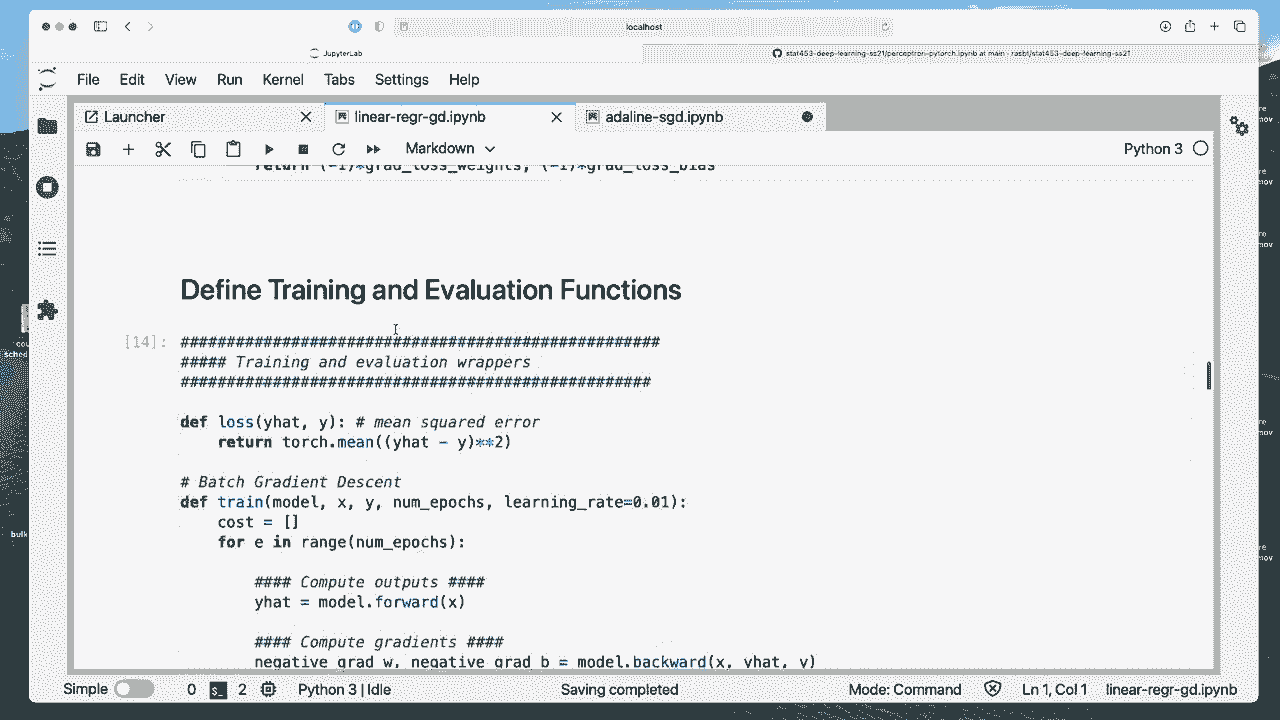 localhost
JupyterLab
stat453-deep-learning-ss21/perceptron-pytorch.ipynb at main · rasbt/stat453-deep-learning-ss21
File Edit View Run Kernel Tabs Settings Help
Launcher
linear-regr-gd.ipynb
adaline-sgd.ipynb
Markdown
Python 3
return (-1)*grad_loss_weights, (-1)*grad_loss_bias
Define Training and Evaluation Functions
[14]:
####################################################
##### Training and evaluation wrappers
###################################################
def loss(yhat, y): # mean squared error
return torch.mean((yhat - y)**2)
# Batch Gradient Descent
def train(model, x, y, num_epochs, learning_rate=0.01):
cost = []
for e in range(num_epochs):
#### Compute outputs ####
yhat = model.forward(x)
#### Compute gradients ####
negative_grad_w, negative_grad_b = model.backward(x, yhat, y)
Simple 0 2 Python 3 | Idle Saving completed Mode: Command Ln 1, Col 1 linear-regr-gd.ipynb
sched
bulk